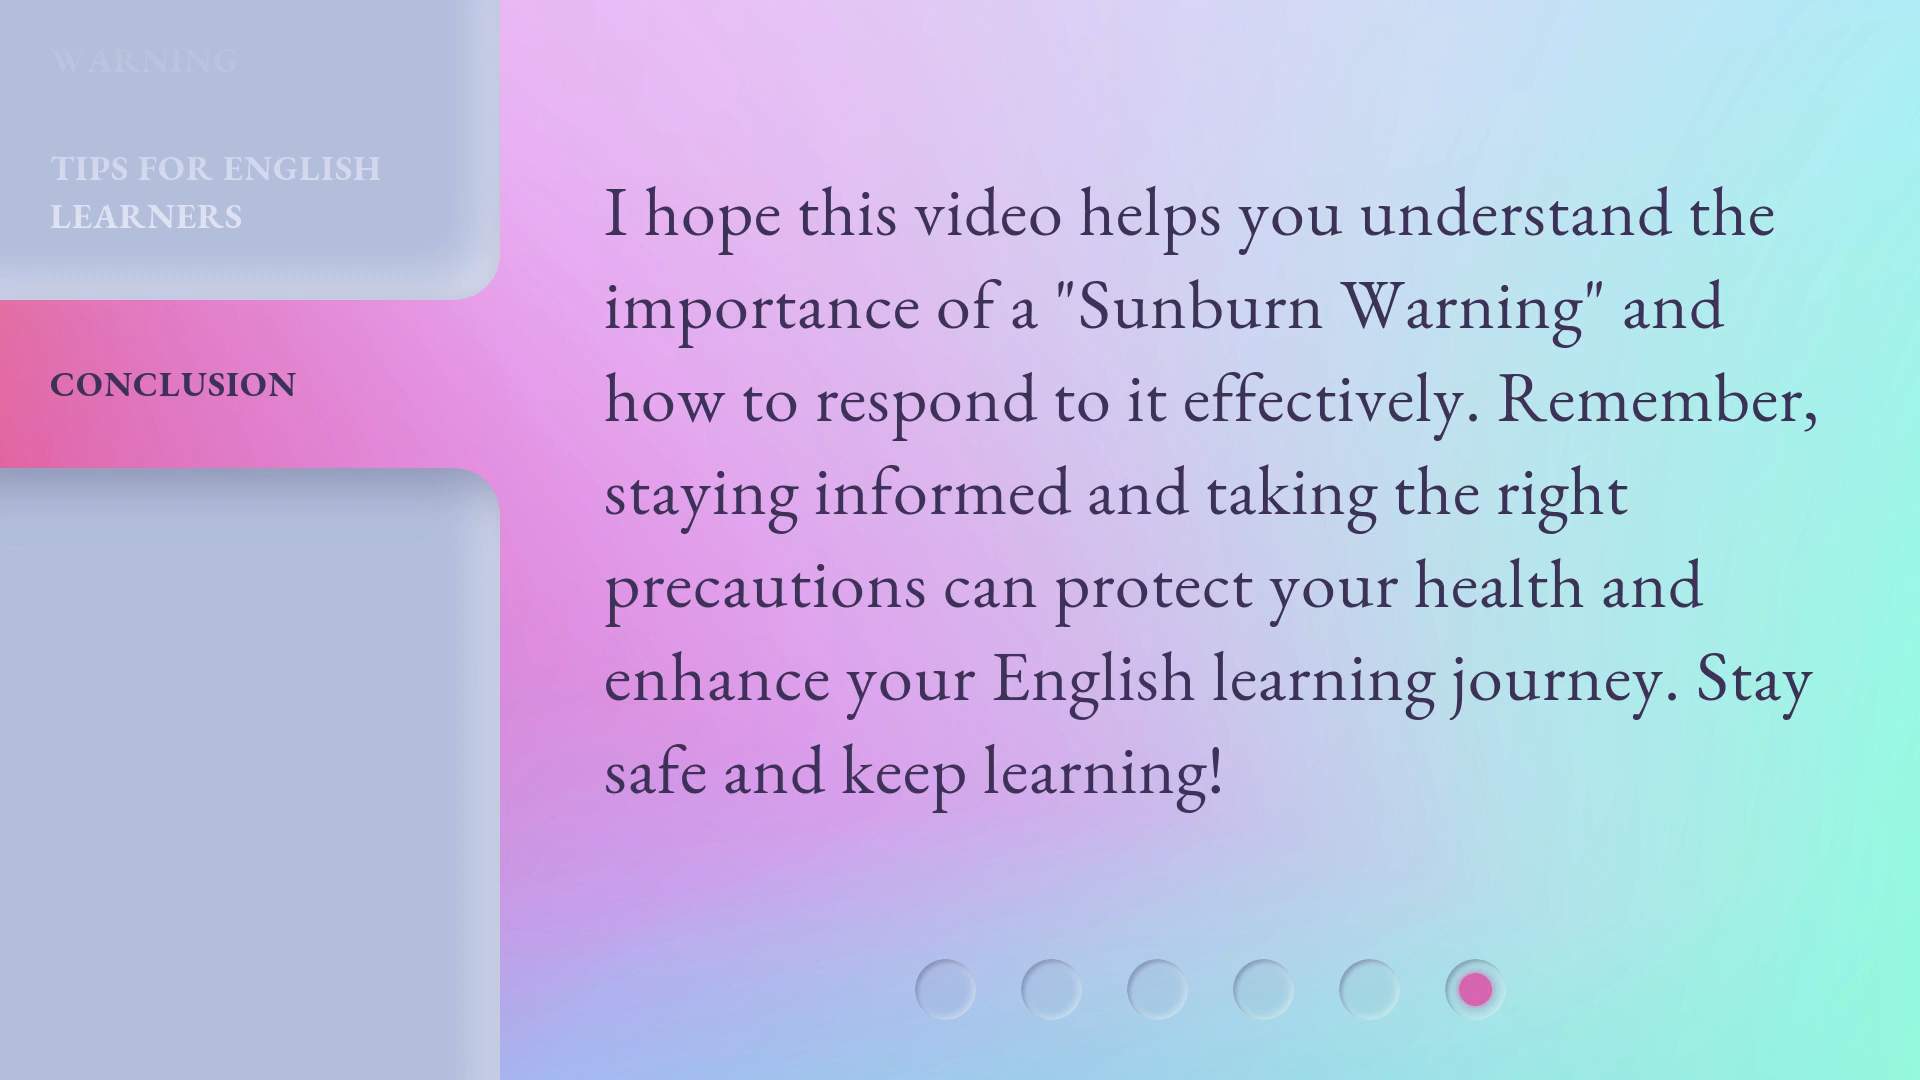 WARNING
TIPS FOR ENGLISH
LEARNERS
CONCLUSION
I hope this video helps you understand the
importance of a "Sunburn Warning" and
how to respond to it effectively. Remember,
staying informed and taking the right
precautions can protect your health and
enhance your English learning journey. Stay
safe and keep learning!